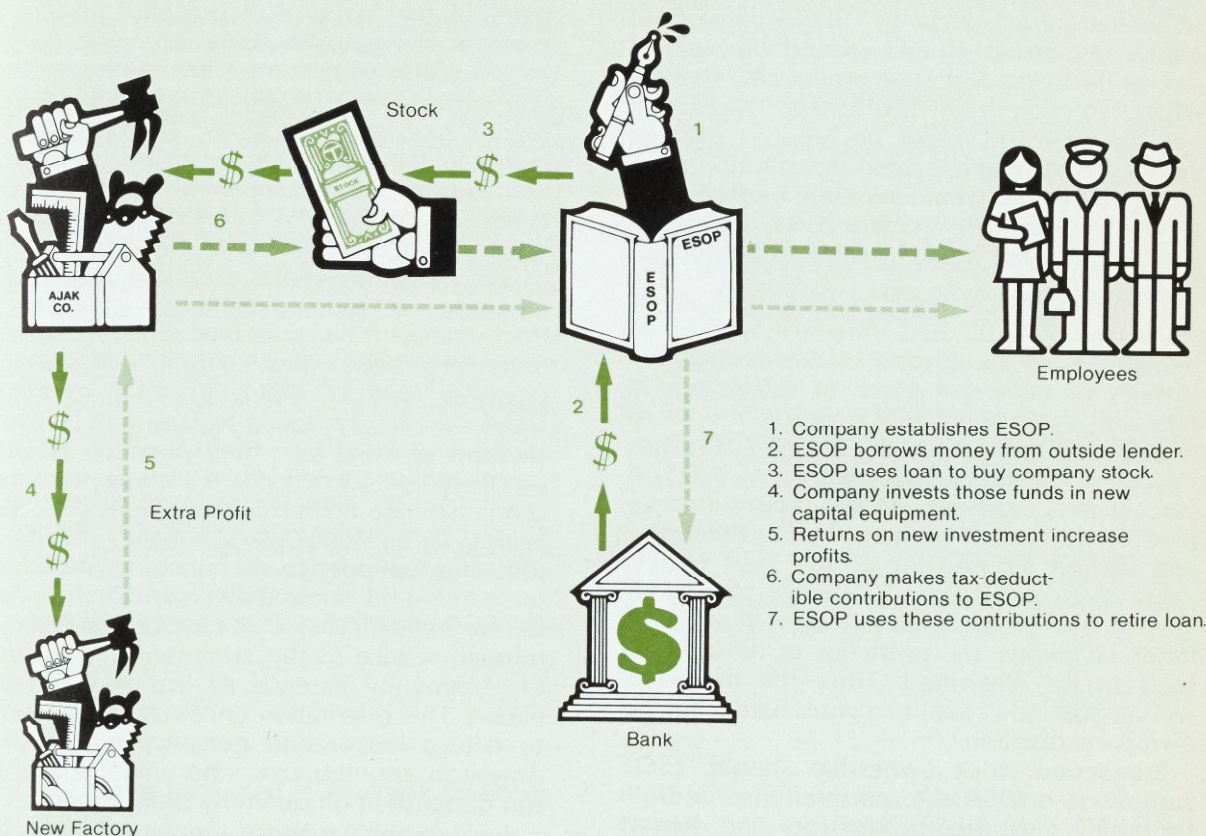 Stock
3
1
$
$
6
STOCK
ESOP
ESOP
AJAK
CO.
Employees
2
$
7
$
$
4
5
Extra Profit
1. Company establishes ESOP.
2. ESOP borrows money from outside lender.
3. ESOP uses loan to buy company stock.
4. Company invests those funds in new
capital equipment.
5. Returns on new investment increase
profits.
6. Company makes tax-deduct-
ible contributions to ESOP.
7. ESOP uses these contributions to retire loan.
$
Bank
New Factory